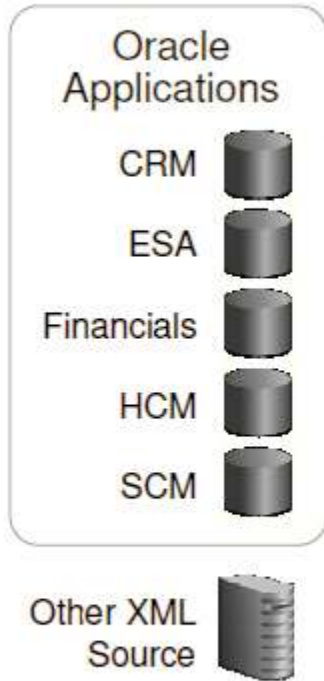 Oracle
Applications
CRM
ESA
Financials
HCM
SCM
Other XML
Source